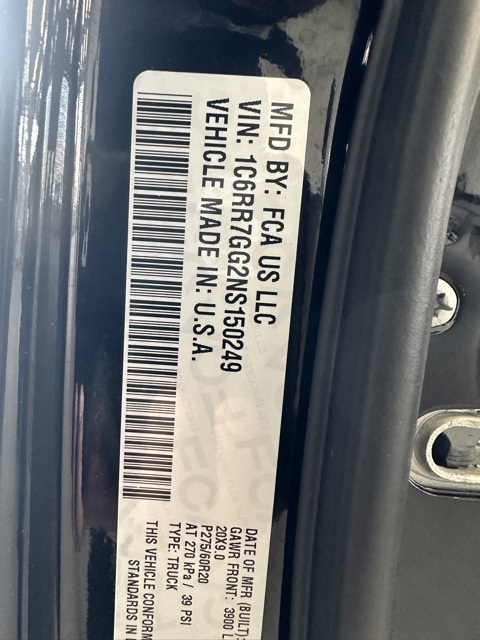 MFD BY: FCA US LLC
VIN: 1C6RR7GG2NS150249
VEHICLE MADE IN: U.S.A.
DATE OF MFR (BUILT):
GAWR FRONT: 3900 L
20X9.0
P275/60R20
AT 270 kPa / 39 PSI
TYPE: TRUCK
THIS VEHICLE CONFORM
STANDARDS IN